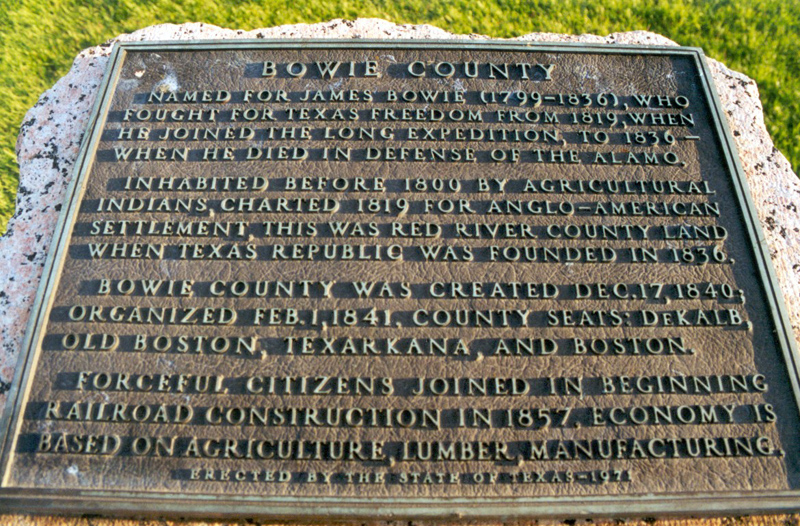 BOWIE COUNTY
NAMED FOR JAMES BOWIE (1799-1836), WHO
FOUGHT FOR TEXAS FREEDOM FROM 1819, WHEN
HE JOINED THE LONG EXPEDITION, TO 1836-
WHEN HE DIED IN DEFENSE OF THE ALAMO.
INHABITED BEFORE 1800 BY AGRICULTURAL
INDIANS, CHARTED 1819 FOR ANGLO-AMERICAN
SETTLEMENT, THIS WAS RED RIVER COUNTY LAND
WHEN TEXAS REPUBLIC WAS FOUNDED IN 1836.
BOWIE COUNTY WAS CREATED DEC. 17, 1840;
ORGANIZED FEB. 1, 1841. COUNTY SEATS: DEKALB,
OLD BOSTON, TEXARKANA, AND BOSTON.
FORCEFUL CITIZENS JOINED IN BEGINNING
RAILROAD CONSTRUCTION IN 1857. ECONOMY IS
BASED ON AGRICULTURE, LUMBER, MANUFACTURING.
ERECTED BY THE STATE OF TEXAS-1971